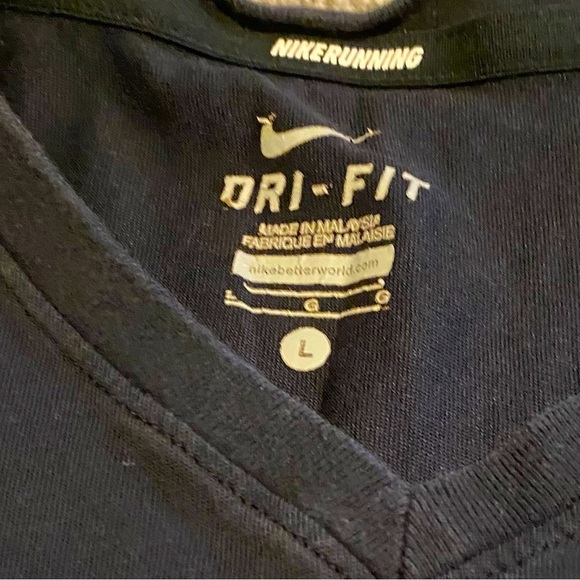 NIKERUNNING
DRI-FIT
MADE IN MALAYSIA
FABRIQUE EN MALAISIE
nikebetterworld.com
G G
L